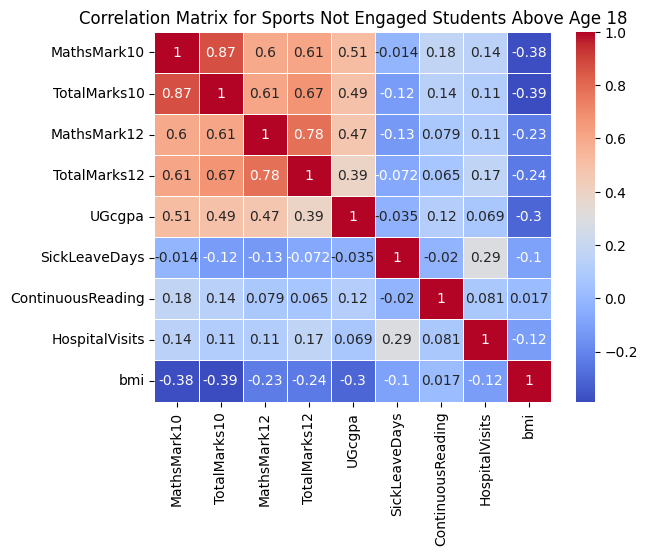 Correlation Matrix for Sports Not Engaged Students Above Age 18
MathsMark10 1 0.87 0.6 0.61 0.51 -0.014 0.18 0.14 -0.38
TotalMarks10 0.87 1 0.61 0.67 0.49 -0.12 0.14 0.11 -0.39
MathsMark12 0.6 0.61 1 0.78 0.47 -0.13 0.079 0.11 -0.23
TotalMarks12 0.61 0.67 0.78 1 0.39 -0.072 0.065 0.17 -0.24
UGcgpa 0.51 0.49 0.47 0.39 1 -0.035 0.12 0.069 -0.3
SickLeaveDays -0.014 -0.12 -0.13 -0.072 -0.035 1 -0.02 0.29 -0.1
ContinuousReading 0.18 0.14 0.079 0.065 0.12 -0.02 1 0.081 0.017
HospitalVisits 0.14 0.11 0.11 0.17 0.069 0.29 0.081 1 -0.12
bmi -0.38 -0.39 -0.23 -0.24 -0.3 -0.1 0.017 -0.12 1
MathsMark10
TotalMarks10
MathsMark12
TotalMarks12
UGcgpa
SickLeaveDays
ContinuousReading
HospitalVisits
bmi
1.0
0.8
0.6
0.4
0.2
0.0
−0.2